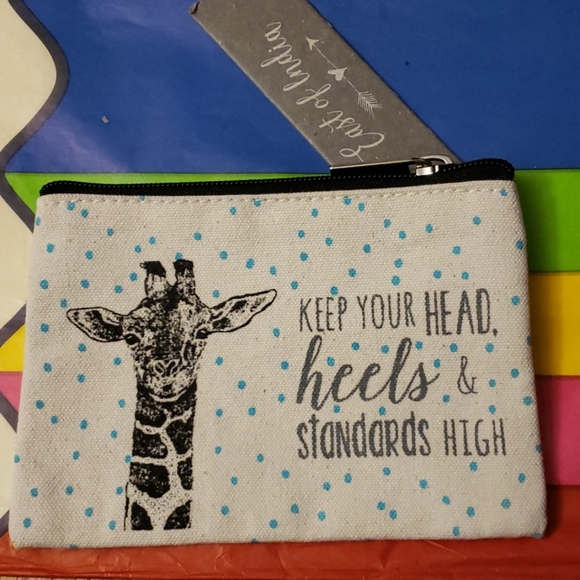 East of India
KEEP YOUR HEAD,
heels &
standards HIGH